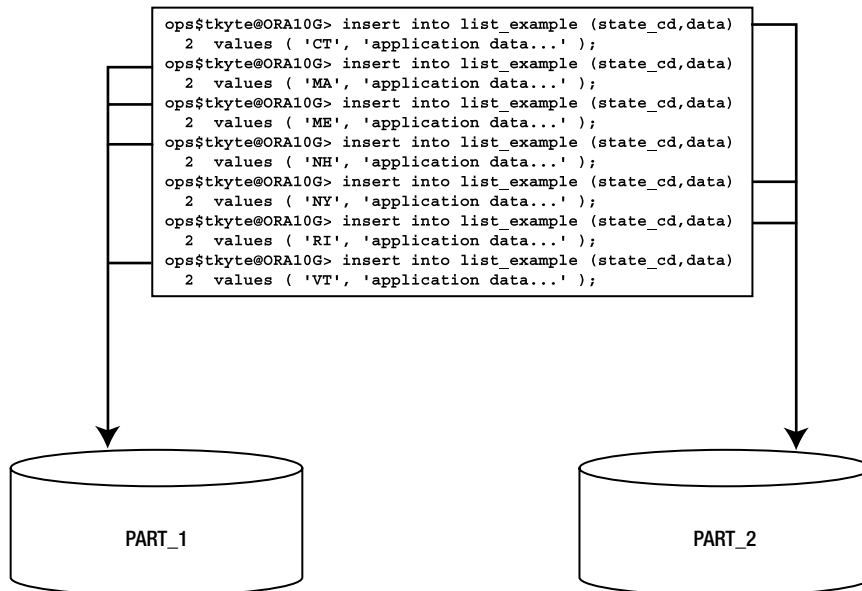 ops$tkyte@ORA10G> insert into list_example (state_cd,data)
2 values ( 'CT', 'application data...' );
ops$tkyte@ORA10G> insert into list_example (state_cd,data)
2 values ( 'MA', 'application data...' );
ops$tkyte@ORA10G> insert into list_example (state_cd,data)
2 values ( 'ME', 'application data...' );
ops$tkyte@ORA10G> insert into list_example (state_cd,data)
2 values ( 'NH', 'application data...' );
ops$tkyte@ORA10G> insert into list_example (state_cd,data)
2 values ( 'NY', 'application data...' );
ops$tkyte@ORA10G> insert into list_example (state_cd,data)
2 values ( 'RI', 'application data...' );
ops$tkyte@ORA10G> insert into list_example (state_cd,data)
2 values ( 'VT', 'application data...' );
PART_1
PART_2